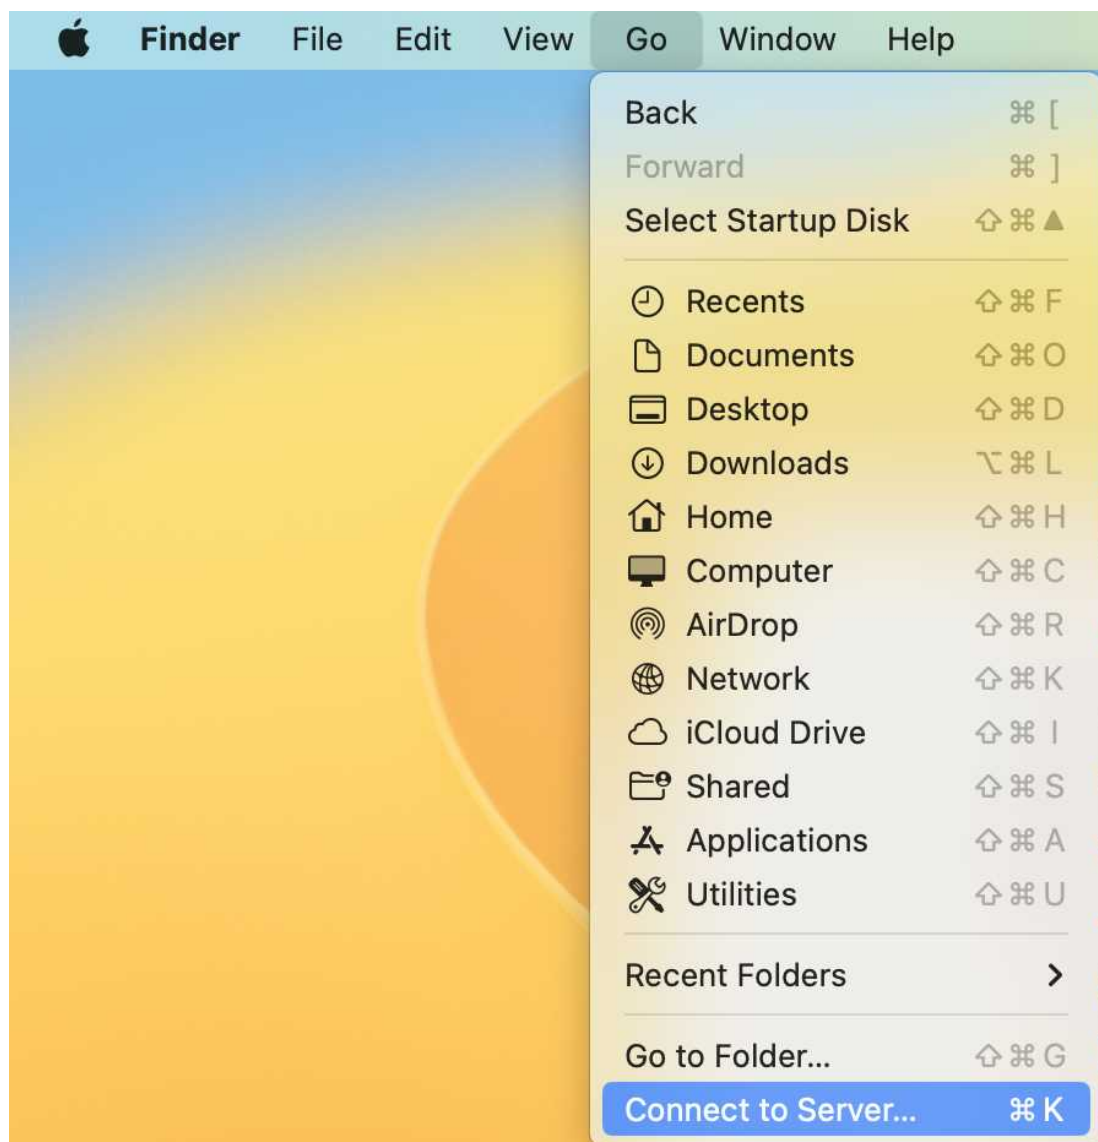 Finder File Edit View Go Window Help
Back ⌘ [
Forward ⌘ ]
Select Startup Disk ⇧ ⌘ ▲
Recents ⇧ ⌘ F
Documents ⇧ ⌘ O
Desktop ⇧ ⌘ D
Downloads ⌥ ⌘ L
Home ⇧ ⌘ H
Computer ⇧ ⌘ C
AirDrop ⇧ ⌘ R
Network ⇧ ⌘ K
iCloud Drive ⇧ ⌘ I
Shared ⇧ ⌘ S
Applications ⇧ ⌘ A
Utilities ⇧ ⌘ U
Recent Folders >
Go to Folder... ⇧ ⌘ G
Connect to Server... ⌘ K